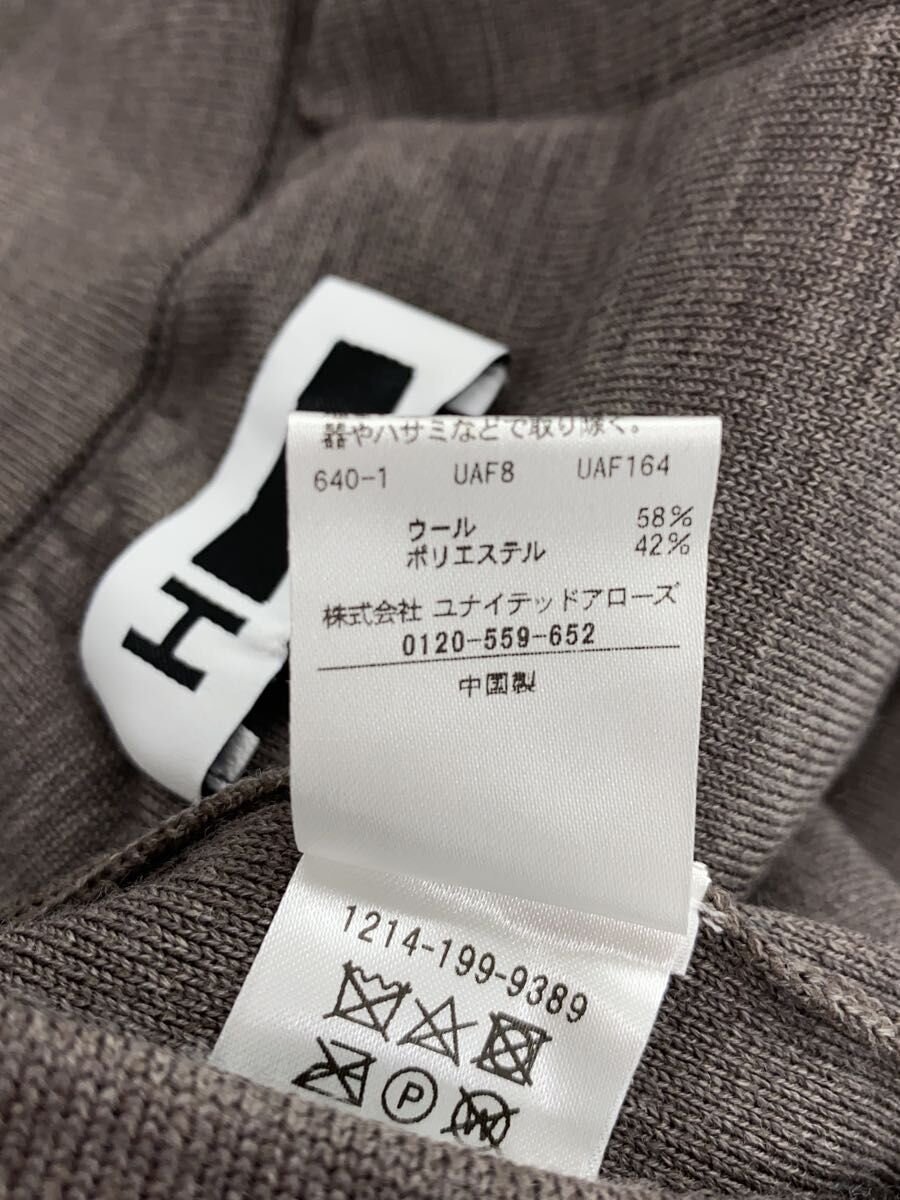 器やハサミなどで取り除く。
640-1 UAF8 UAF164
ウール 58%
ポリエステル 42%
株式会社 ユナイテッドアローズ
0120-559-652
中国製
1214-199-9389
P
W
H